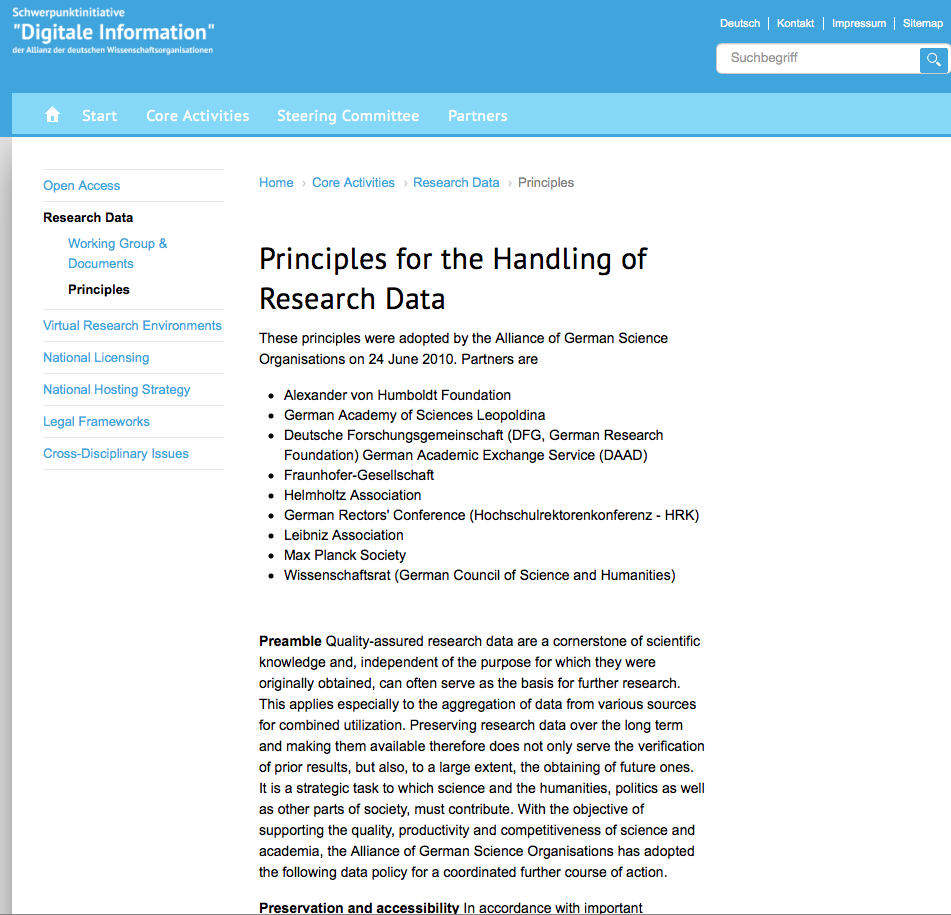 Schwerpunktinitiative
"Digitale Information"
der Allianz der deutschen Wissenschaftsorganisationen
Deutsch | Kontakt | Impressum | Sitemap
Suchbegriff
Start Core Activities Steering Committee Partners
Open Access
Research Data
Working Group &
Documents
Principles
Virtual Research Environments
National Licensing
National Hosting Strategy
Legal Frameworks
Cross-Disciplinary Issues
Home › Core Activities › Research Data › Principles
Principles for the Handling of
Research Data
These principles were adopted by the Alliance of German Science
Organisations on 24 June 2010. Partners are
• Alexander von Humboldt Foundation
• German Academy of Sciences Leopoldina
• Deutsche Forschungsgemeinschaft (DFG, German Research
Foundation) German Academic Exchange Service (DAAD)
• Fraunhofer-Gesellschaft
• Helmholtz Association
• German Rectors' Conference (Hochschulrektorenkonferenz - HRK)
• Leibniz Association
• Max Planck Society
• Wissenschaftsrat (German Council of Science and Humanities)
Preamble Quality-assured research data are a cornerstone of scientific
knowledge and, independent of the purpose for which they were
originally obtained, can often serve as the basis for further research.
This applies especially to the aggregation of data from various sources
for combined utilization. Preserving research data over the long term
and making them available therefore does not only serve the verification
of prior results, but also, to a large extent, the obtaining of future ones.
It is a strategic task to which science and the humanities, politics as well
as other parts of society, must contribute. With the objective of
supporting the quality, productivity and competitiveness of science and
academia, the Alliance of German Science Organisations has adopted
the following data policy for a coordinated further course of action.
Preservation and accessibility In accordance with important